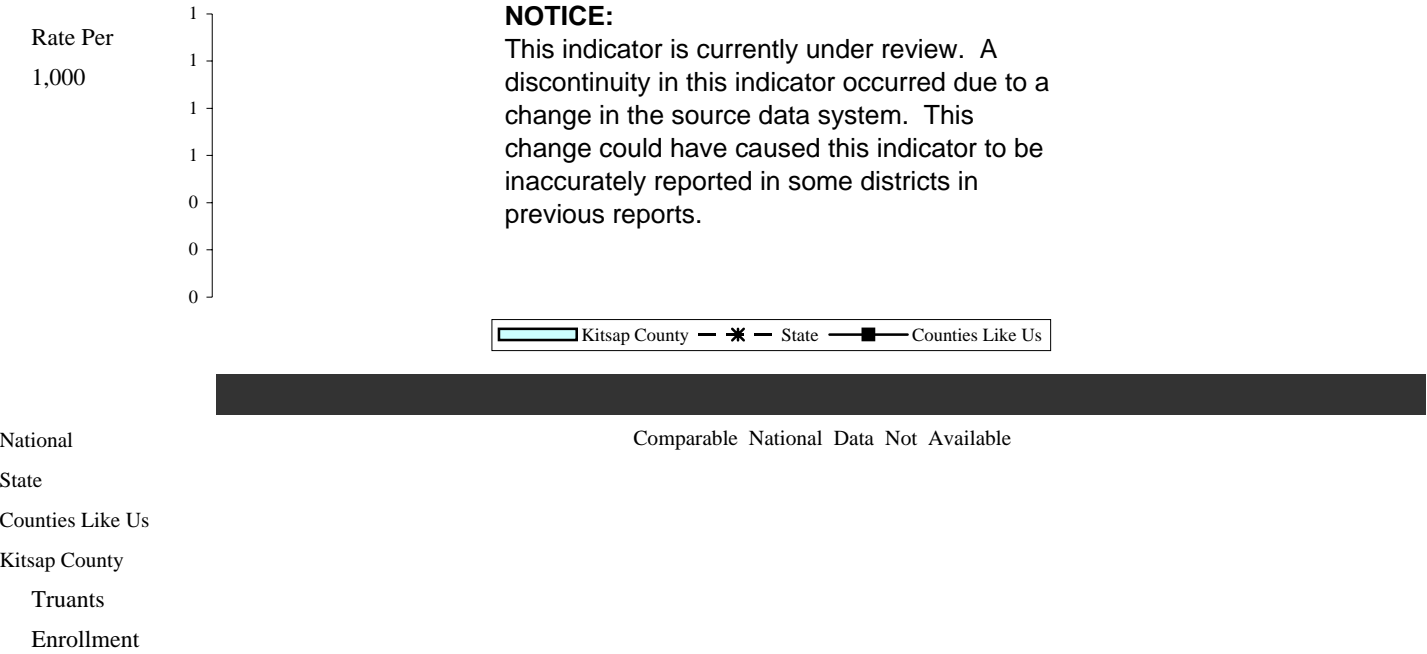 Rate Per
1,000
1
1
1
1
0
0
0
NOTICE:
This indicator is currently under review. A
discontinuity in this indicator occurred due to a
change in the source data system. This
change could have caused this indicator to be
inaccurately reported in some districts in
previous reports.
Kitsap County State Counties Like Us
National Comparable National Data Not Available
State
Counties Like Us
Kitsap County
Truants
Enrollment